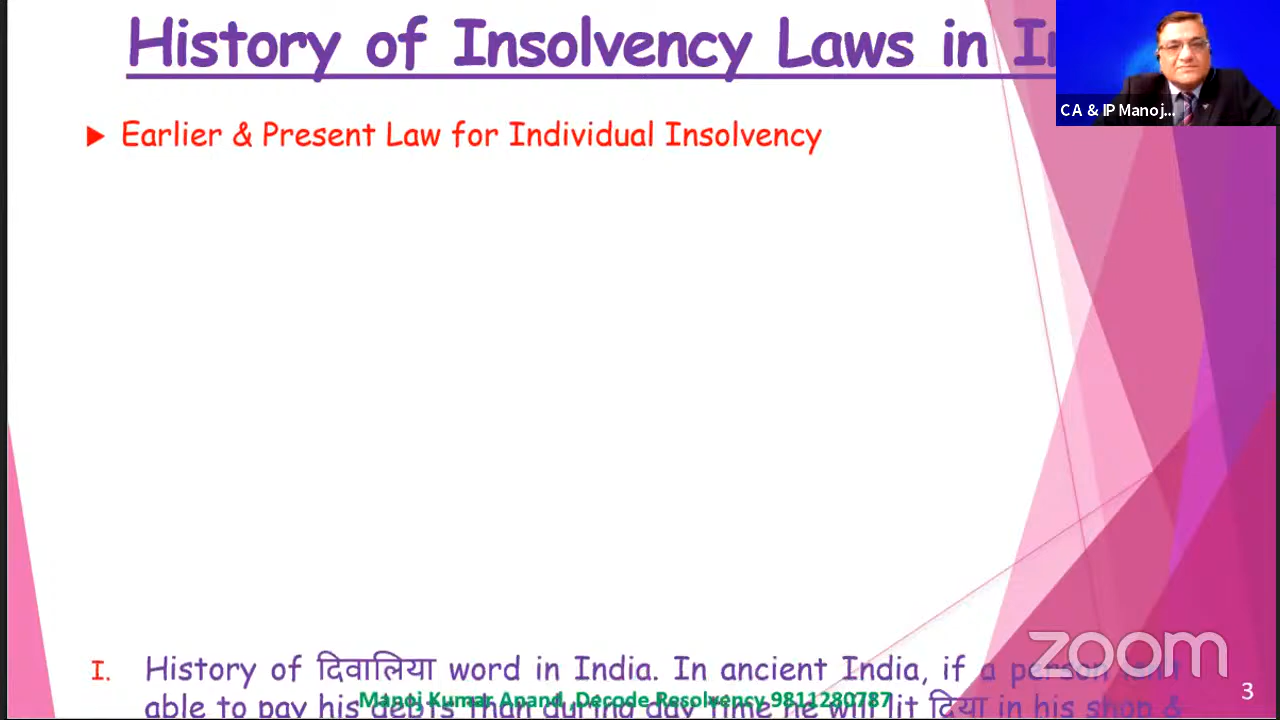 History of Insolvency Laws in
CA & IP Manoj...
Earlier & Present Law for Individual Insolvency
I. History of दिवालिया word in India. In ancient India, if a person
able to pay his debts than during day time he will lit दिया in his shop &
Manoj Kumar Anand ,Decode Resolvency 9811280787
zoom
3